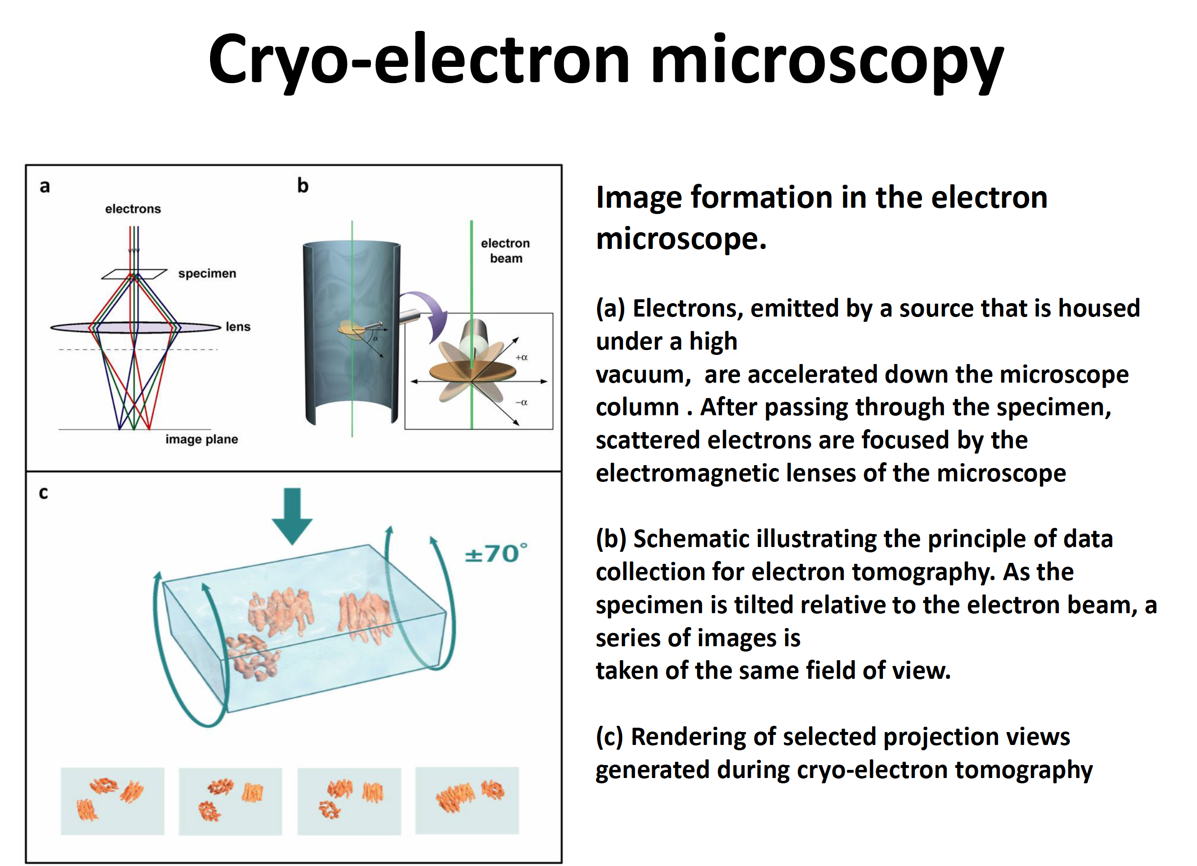 Cryo-electron microscopy
a
electrons
specimen
lens
image plane
b
electron
beam
α
+α
−α
c
±70°
Image formation in the electron
microscope.
(a) Electrons, emitted by a source that is housed
under a high
vacuum,  are accelerated down the microscope
column . After passing through the specimen,
scattered electrons are focused by the
electromagnetic lenses of the microscope
(b) Schematic illustrating the principle of data
collection for electron tomography. As the
specimen is tilted relative to the electron beam, a
series of images is
taken of the same field of view.
(c) Rendering of selected projection views
generated during cryo-electron tomography